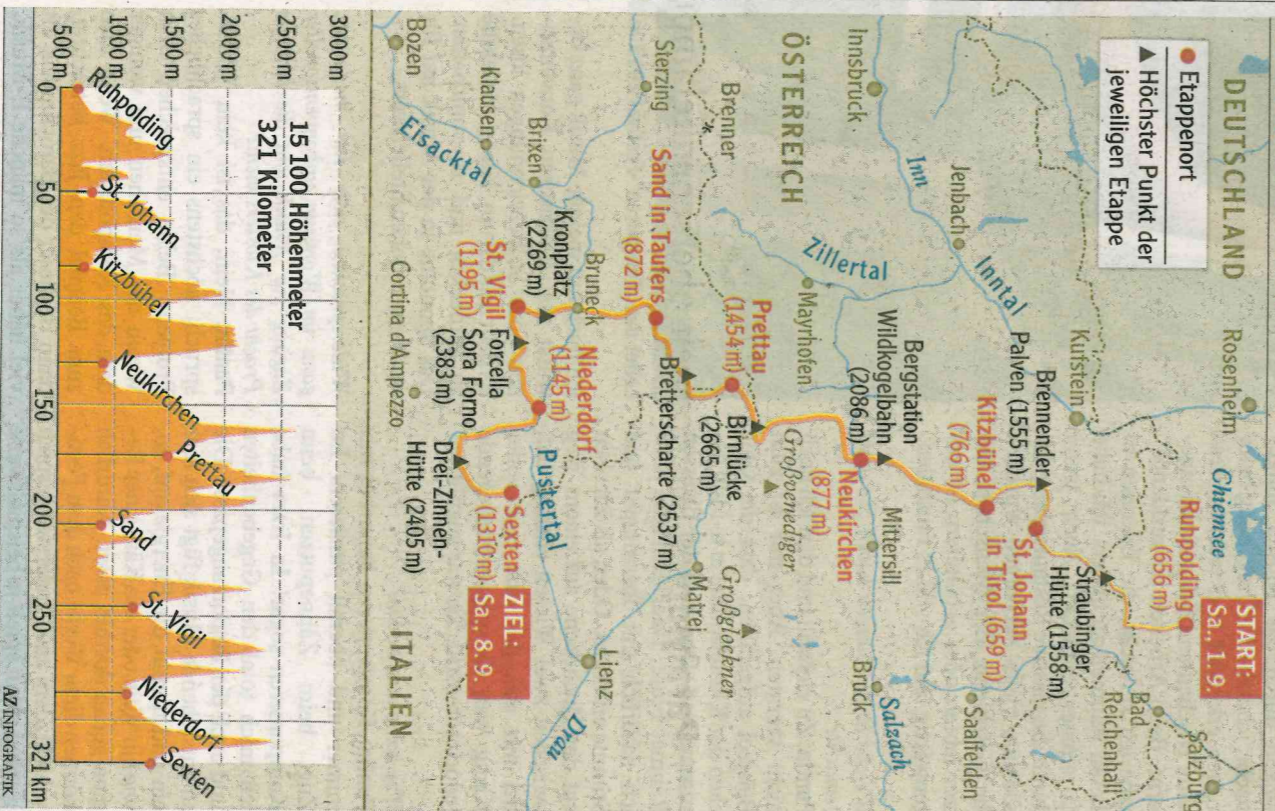 DEUTSCHLAND
Rosenheim
Chiemsee
START:
Sa., 1. 9.
Ruhpolding
(656 m)
Etappenort
Höchster Punkt der
jeweiligen Etappe
Kufstein
Straubinger
Hütte (1558 m)
Bad
Reichenhall
Salzbur
St. Johann
in Tirol (659 m)
Saalfelden
Brennender
Palven (1555 m)
Kitzbühel
(766 m)
Inntal
Jenbach
Inn
Innsbruck
ÖSTERREICH
Zillertal
Mayrhofen
Bergstation
Wildkogelbahn
(2086 m)
Neukirchen
(877 m)
Mittersill
Bruck
Salzach
Großvenediger
Großglockner
Brenner
Prettau
(1454 m)
Birnlücke
(2665 m)
Bretterscharte (2537 m)
Matrei
Sterzing
Sand in Taufers
(872 m)
Bruneck
Niederdorf
(1145 m)
Pustertal
Lienz
Drau
Brixen
Kronplatz
(2269 m)
Klausen
Eisacktal
St. Vigil
(1195 m)
Forcella
Sora Forno
(2383 m)
Sexten
(1310 m)
ZIEL:
Sa., 8. 9.
Drei-Zinnen-
Hütte (2405 m)
Bozen
Cortina d'Ampezzo
ITALIEN
3000 m
2500 m
2000 m
1500 m
1000 m
500 m
15 100 Höhenmeter
321 Kilometer
Ruhpolding
St. Johann
Kitzbühel
Neukirchen
Prettau
Sand
St. Vigil
Niederdorf
Sexten
0
50
100
150
200
250
321 km
AZ INFOGRAFIK